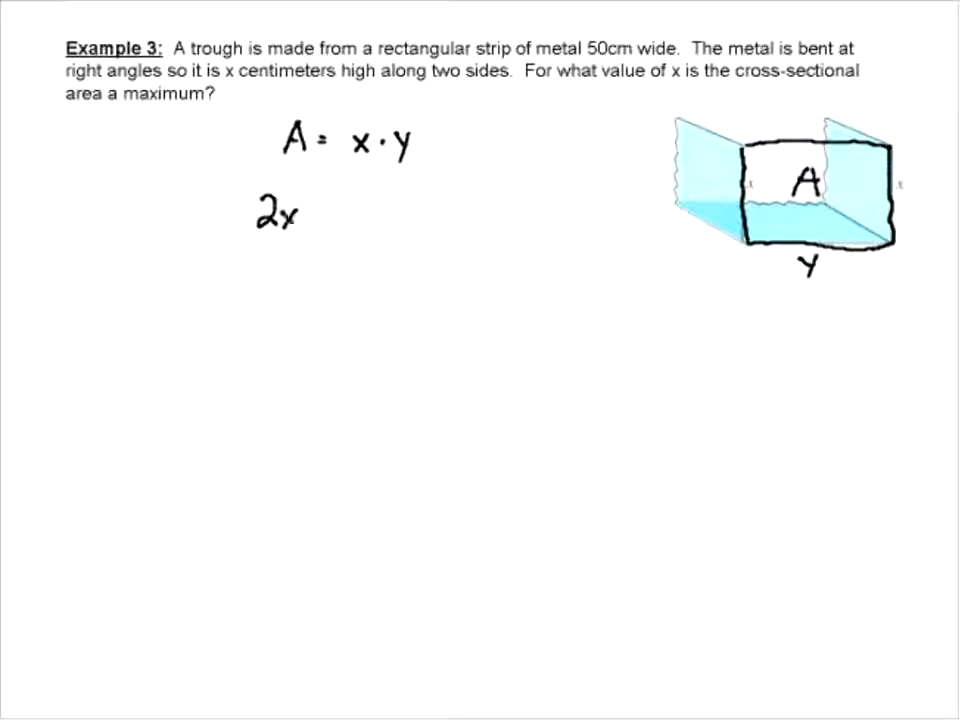 Example 3: A trough is made from a rectangular strip of metal 50cm wide. The metal is bent at
right angles so it is x centimeters high along two sides. For what value of x is the cross-sectional
area a maximum?
A = x · y
2x
A
x
x
y